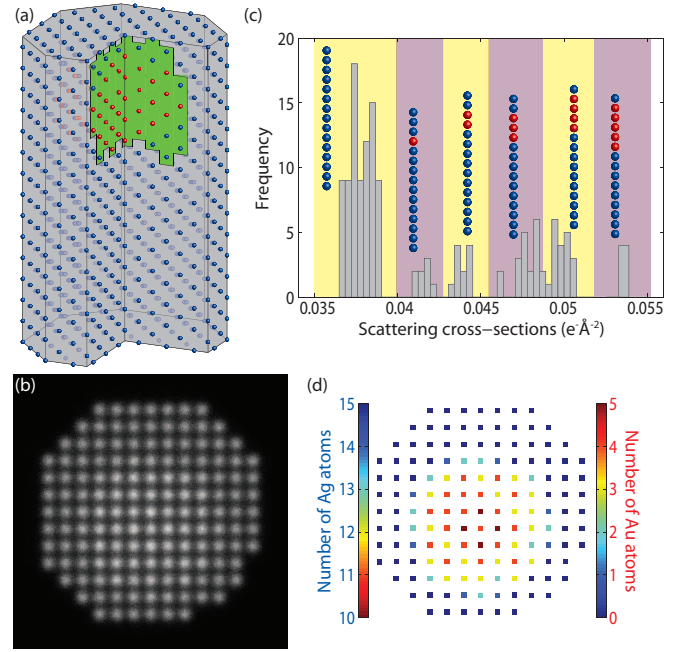 (a)
(c)
20
15
10
5
0
Frequency
0.035
0.04
0.045
0.05
0.055
Scattering cross−sections (e⁻Å⁻²)
(b)
(d)
15
14
13
12
11
10
Number of Ag atoms
5
4
3
2
1
0
Number of Au atoms